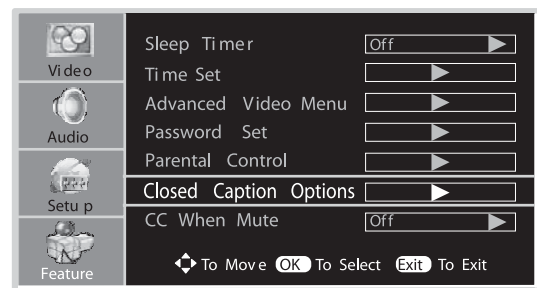 Video
Audio
Setup
Feature
Sleep Timer Off
Time Set
Advanced Video Menu
Password Set
Parental Control
Closed Caption Options
CC When Mute Off
To Move OK To Select Exit To Exit